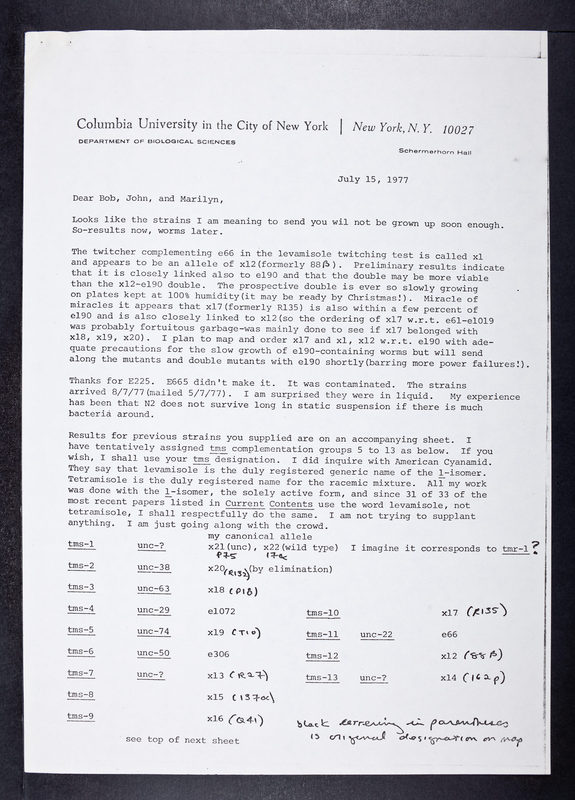 Columbia University in the City of New York | New York, N. Y. 10027
DEPARTMENT OF BIOLOGICAL SCIENCES
Schermerhorn Hall
July 15, 1977
Dear Bob, John, and Marilyn,
Looks like the strains I am meaning to send you wil not be grown up soon enough.
So-results now, worms later.
The twitcher complementing e66 in the levamisole twitching test is called x1
and appears to be an allele of x12(formerly 88β). Preliminary results indicate
that it is closely linked also to e190 and that the double may be more viable
than the x12-e190 double. The prospective double is ever so slowly growing
on plates kept at 100% humidity(it may be ready by Christmas!). Miracle of
miracles it appears that x17(formerly R135) is also within a few percent of
e190 and is also closely linked to x12(so the ordering of x17 w.r.t. e61-e1019
was probably fortuitous garbage-was mainly done to see if x17 belonged with
x18, x19, x20). I plan to map and order x17 and x1, x12 w.r.t. e190 with ade-
quate precautions for the slow growth of e190-containing worms but will send
along the mutants and double mutants with e190 shortly(barring more power failures!).
Thanks for E225. E665 didn't make it. It was contaminated. The strains
arrived 8/7/77(mailed 5/7/77). I am surprised they were in liquid. My experience
has been that N2 does not survive long in static suspension if there is much
bacteria around.
Results for previous strains you supplied are on an accompanying sheet. I
have tentatively assigned tms complementation groups 5 to 13 as below. If you
wish, I shall use your tms designation. I did inquire with American Cyanamid.
They say that levamisole is the duly registered generic name of the l-isomer.
Tetramisole is the duly registered name for the racemic mixture. All my work
was done with the l-isomer, the solely active form, and since 31 of 33 of the
most recent papers listed in Current Contents use the word levamisole, not
tetramisole, I shall respectfully do the same. I am not trying to supplant
anything. I am just going along with the crowd.
my canonical allele
tms-1 unc-? x21(unc), x22(wild type) I imagine it corresponds to tmr-1?
P75 17α
tms-2 unc-38 x20(R133)(by elimination)
tms-3 unc-63 x18 (P18)
tms-4 unc-29 e1072 tms-10 x17 (R135)
tms-5 unc-74 x19 (T10) tms-11 unc-22 e66
tms-6 unc-50 e306 tms-12 x12 (88β)
tms-7 unc-? x13 (R27) tms-13 unc-? x14 (162p)
tms-8 x15 (137α)
tms-9 x16 (Q41) black lettering in parentheses
see top of next sheet is original designation on map